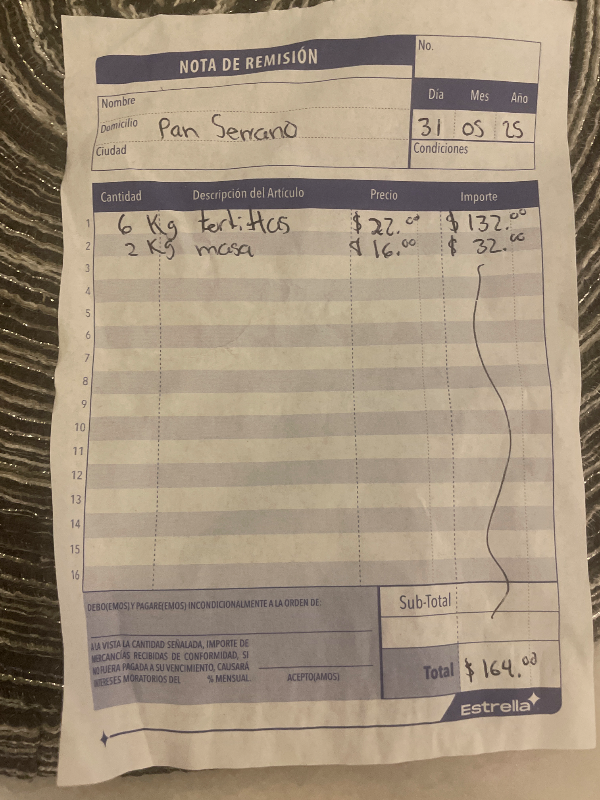 NOTA DE REMISIÓN
No.
Nombre
Domicilio
Pan Serrano
Ciudad
Día Mes Año
31 05 25
Condiciones
Cantidad Descripción del Artículo Precio Importe
1 6 Kg tortillas $ 22.00 $ 132.00
2 2 Kg masa $ 16.00 $ 32.00
3
4
5
6
7
8
9
10
11
12
13
14
15
16
DEBO(EMOS) Y PAGARE(EMOS) INCONDICIONALMENTE A LA ORDEN DE:
A LA VISTA LA CANTIDAD SEÑALADA, IMPORTE DE
MERCANCÍAS RECIBIDAS DE CONFORMIDAD, SI
NO FUERA PAGADA A SU VENCIMIENTO, CAUSARÁ
INTERESES MORATORIOS DEL % MENSUAL. ACEPTO(AMOS)
Sub-Total
Total $ 164.00
Estrella